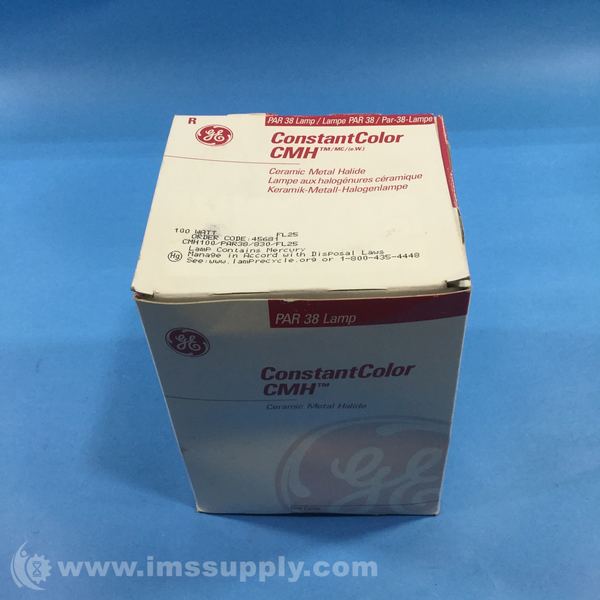 R
PAR 38 Lamp / Lampe PAR 38 / Par-38-Lampe
GE
ConstantColor
CMH™/MC/(e.W.)
Ceramic Metal Halide
Lampe aux halogénures céramique
Keramik-Metall-Halogenlampe
100 WATT FL25
ORDER CODE:45681
CMH100/PAR38/830/FL25
Lamp Contains Mercury
Hg Manage in Accord with Disposal Laws
See:www.lamprecycle.org or 1-800-435-4448
PAR 38 Lamp
GE
ConstantColor
CMH™
Ceramic Metal Halide
GE
www.imssupply.com